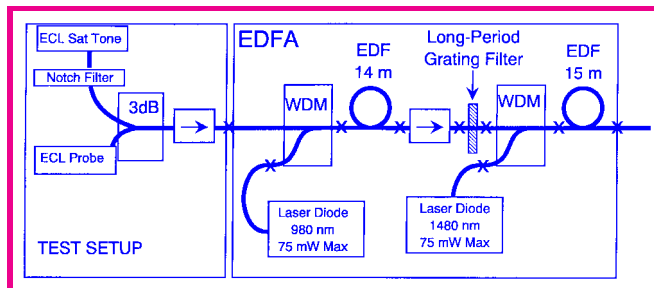 ECL Sat Tone
Notch Filter
3dB
ECL Probe
TEST SETUP
EDFA
WDM
EDF
14 m
Long-Period
Grating Filter
WDM
EDF
15 m
Laser Diode
980 nm
75 mW Max
Laser Diode
1480 nm
75 mW Max